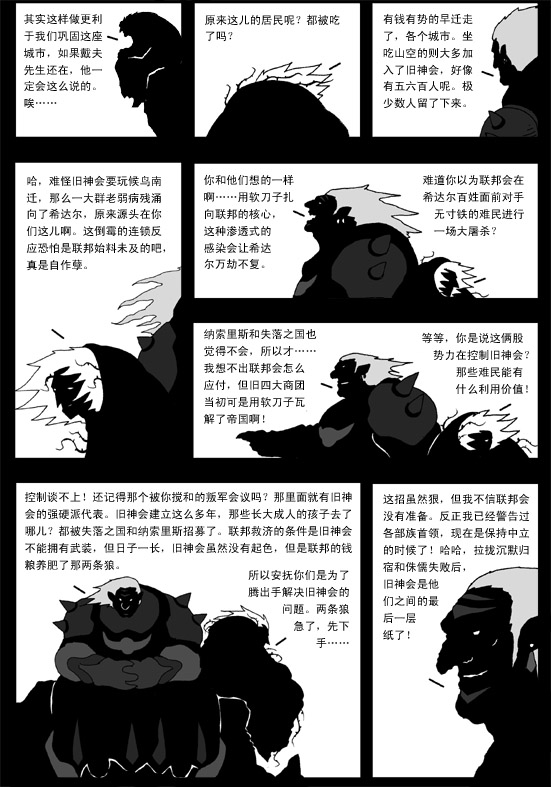 其实这样做更利
于我们巩固这座
城市，如果戴夫
先生还在，他一
定会这么说的。
唉……
原来这儿的居民呢？都被吃
了吗？
有钱有势的早迁走
了，各个城市。坐
吃山空的则大多加
入了旧神会，好像
有五六百人呢。极
少数人留了下来。
哈，难怪旧神会要玩候鸟南
迁，那么一大群老弱病残涌
向了希达尔，原来源头在你
们这儿啊。这倒霉的连锁反
应恐怕是联邦始料未及的吧，
真是自作孽。
你和他们想的一样
啊……用软刀子扎
向联邦的核心，
这种渗透式的
感染会让希达
尔万劫不复。
难道你以为联邦会在
希达尔百姓面前对手
无寸铁的难民进行
一场大屠杀？
纳索里斯和失落之国也
觉得不会，所以才……
我想不出联邦会怎么
应付，但旧四大商团
当初可是用软刀子瓦
解了帝国啊！
等等，你是说这俩股
势力在控制旧神会？
那些难民能有
什么利用价值！
控制谈不上！还记得那个被你搅和的叛军会议吗？那里面就有旧神
会的强硬派代表。旧神会建立这么多年，那些长大成人的孩子去了
哪儿？都被失落之国和纳索里斯招募了。联邦救济的条件是旧神会
不能拥有武装，但日子一长，旧神会虽然没有起色，但是联邦的钱
粮养肥了那两条狼。
所以安抚你们是为了
腾出手解决旧神会的
问题。两条狼
急了，先下
手……
这招虽然狠，但我不信联邦会
没有准备。反正我已经警告过
各部族首领，现在是保持中立
的时候了！哈哈，拉拢沉默归
宿和侏儒失败后，
旧神会是他
们之间的最
后一层
纸了！